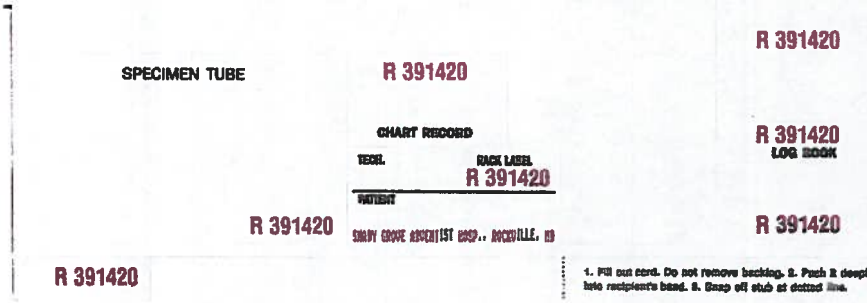 R 391420
SPECIMEN TUBE
R 391420
CHART RECORD
R 391420
LOG BOOK
TECH.
RACK LABEL
R 391420
PATIENT
R 391420
SHADY GROVE ADVENTIST HOSP., ROCKVILLE, MD
R 391420
R 391420
1. Fill out card. Do not remove backing. 2. Push it deepl
into recipient's band. 3. Snap off stub at dotted line.